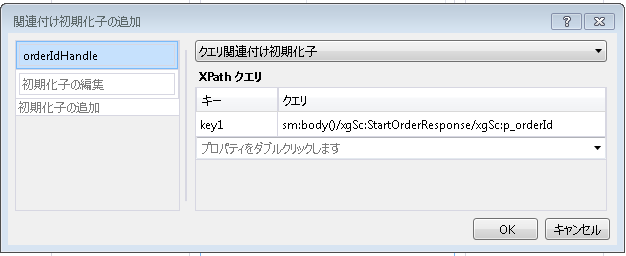 関連付け初期化子の追加
orderIdHandle
初期化子の編集
初期化子の追加
クエリ関連付け初期化子
XPath クエリ
キー クエリ
key1 sm:body()/xgSc:StartOrderResponse/xgSc:p_orderId
プロパティをダブルクリックします
OK キャンセル